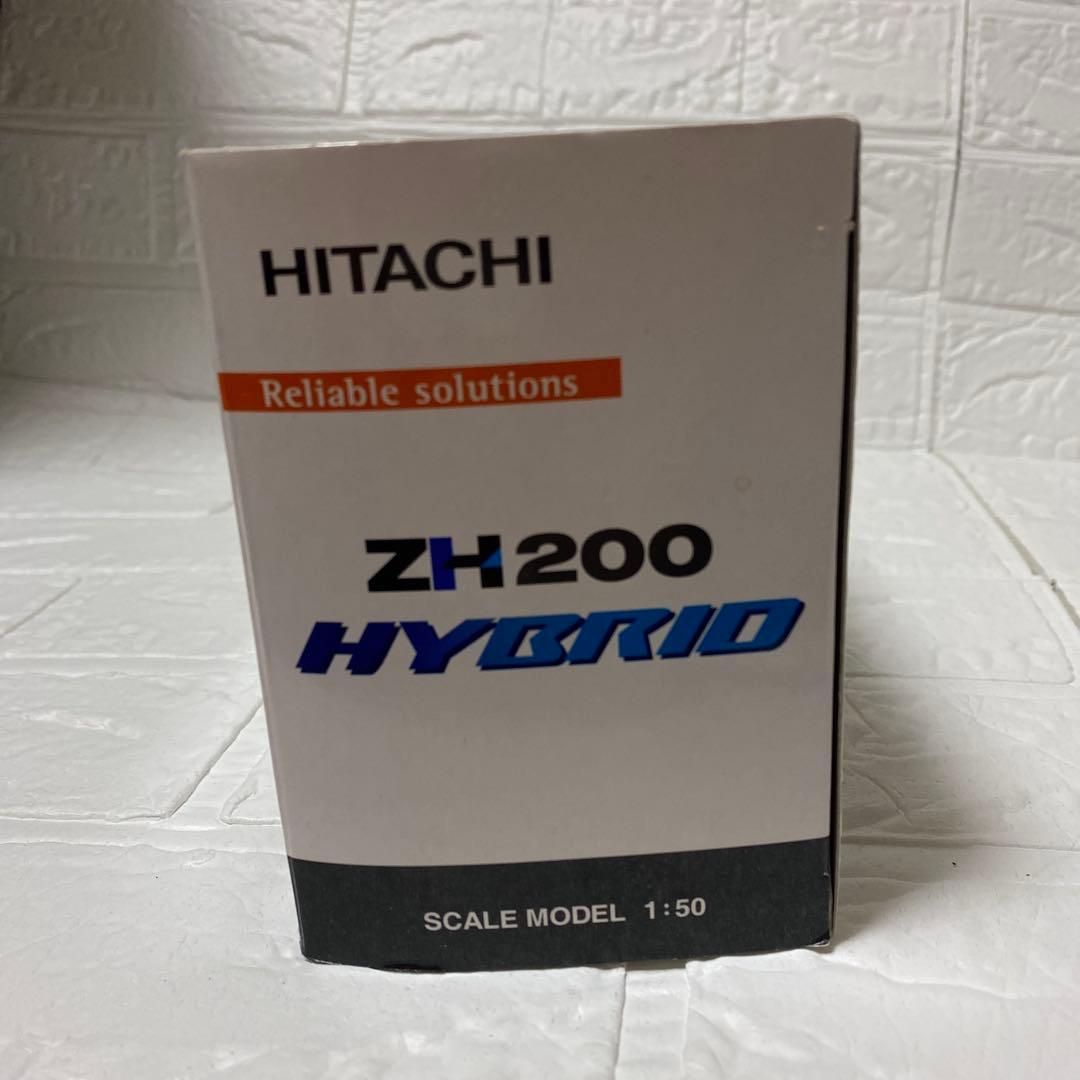 HITACHI
Reliable solutions
ZH200
HYBRID
SCALE MODEL 1:50